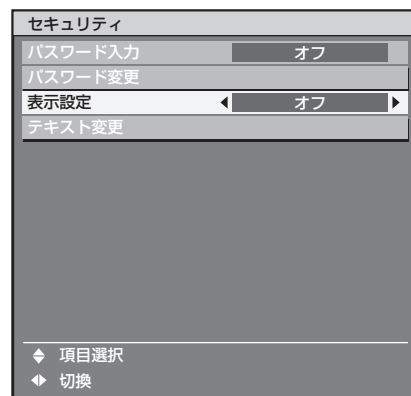 セキュリティ
パスワード入力 オフ
パスワード変更
表示設定 オフ
テキスト変更
項目選択
切換